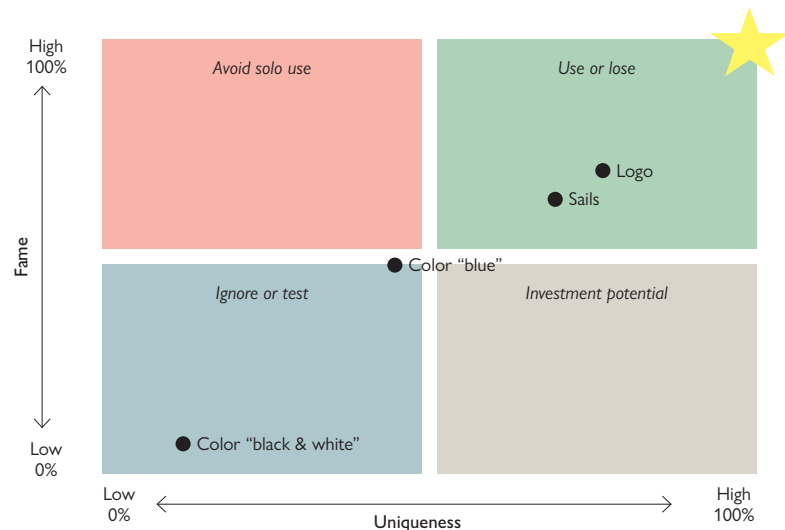 High
100%
Avoid solo use
Use or lose
Logo
Sails
Fame
Color “blue”
Ignore or test
Investment potential
Color “black & white”
Low
0%
Low
0%
High
100%
Uniqueness